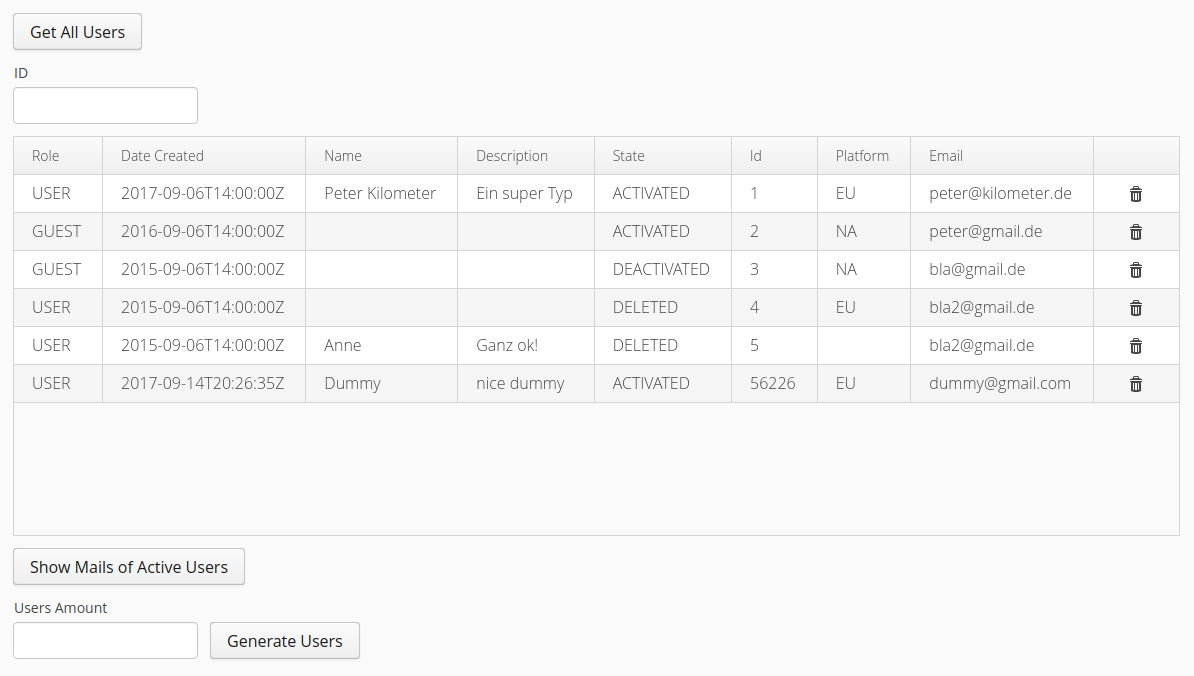 Get All Users
ID
Role Date Created Name Description State Id Platform Email
USER 2017-09-06T14:00:00Z Peter Kilometer Ein super Typ ACTIVATED 1 EU peter@kilometer.de
GUEST 2016-09-06T14:00:00Z ACTIVATED 2 NA peter@gmail.de
GUEST 2015-09-06T14:00:00Z DEACTIVATED 3 NA bla@gmail.de
USER 2015-09-06T14:00:00Z DELETED 4 EU bla2@gmail.de
USER 2015-09-06T14:00:00Z Anne Ganz ok! DELETED 5 bla2@gmail.de
USER 2017-09-14T20:26:35Z Dummy nice dummy ACTIVATED 56226 EU dummy@gmail.com
Show Mails of Active Users
Users Amount
Generate Users